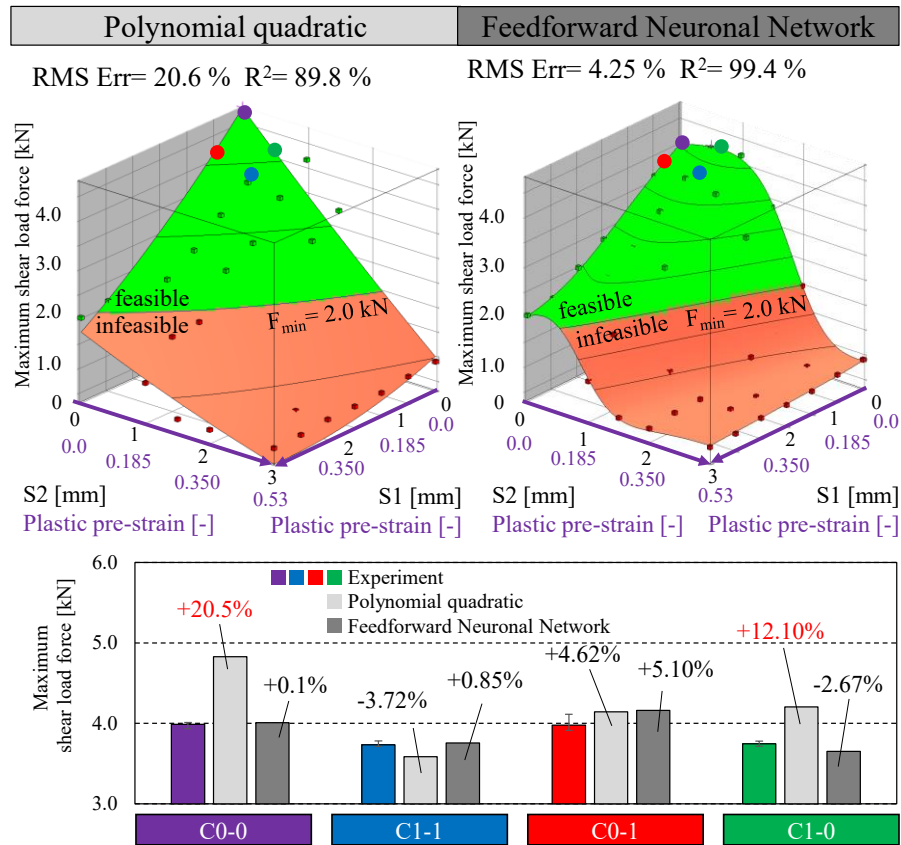 Polynomial quadratic
Feedforward Neuronal Network
RMS Err= 20.6 % R²= 89.8 %
RMS Err= 4.25 % R²= 99.4 %
Maximum shear load force [kN]
4.0
3.0
2.0
1.0
0
feasible
infeasible
F_min = 2.0 kN
0
0.0
1
0.185
2
0.350
3
0.53
2
0.350
1
0.185
0
0.0
S2 [mm]
S1 [mm]
Plastic pre-strain [-]
Plastic pre-strain [-]
Maximum shear load force [kN]
4.0
3.0
2.0
1.0
0
feasible
infeasible
F_min = 2.0 kN
0
0.0
1
0.185
2
0.350
3
0.53
2
0.350
1
0.185
0
0.0
S2 [mm]
S1 [mm]
Plastic pre-strain [-]
Plastic pre-strain [-]
Maximum
shear load force [kN]
6.0
5.0
4.0
3.0
Experiment
Polynomial quadratic
Feedforward Neuronal Network
+20.5%
+0.1%
-3.72%
+0.85%
+4.62%
+5.10%
+12.10%
-2.67%
C0-0
C1-1
C0-1
C1-0